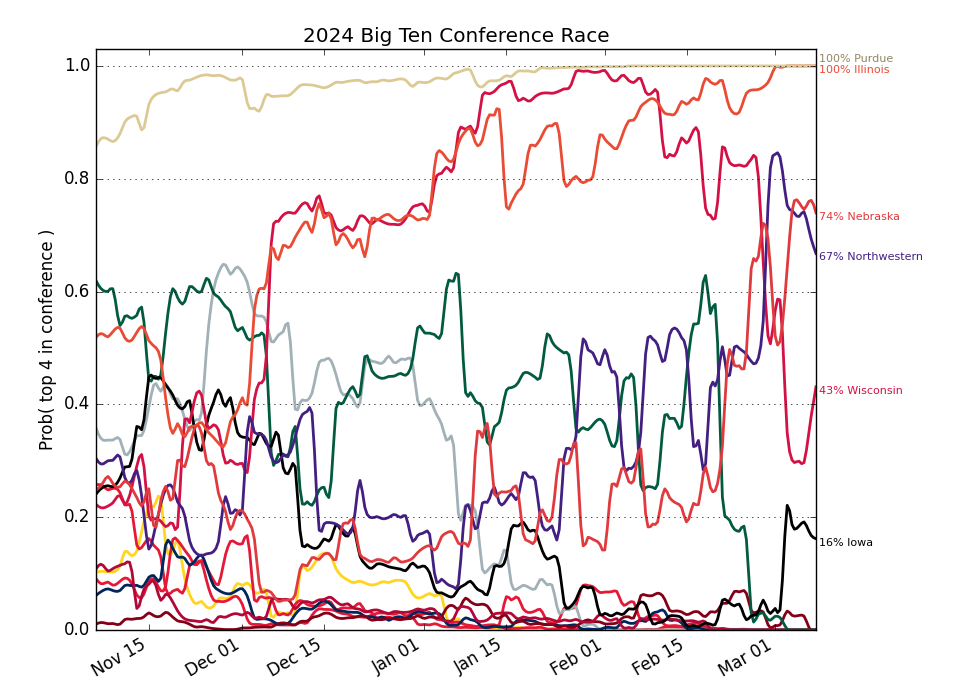 2024 Big Ten Conference Race
Prob( top 4 in conference )
1.0
0.8
0.6
0.4
0.2
0.0
Nov 15
Dec 01
Dec 15
Jan 01
Jan 15
Feb 01
Feb 15
Mar 01
100% Purdue
100% Illinois
74% Nebraska
67% Northwestern
43% Wisconsin
16% Iowa